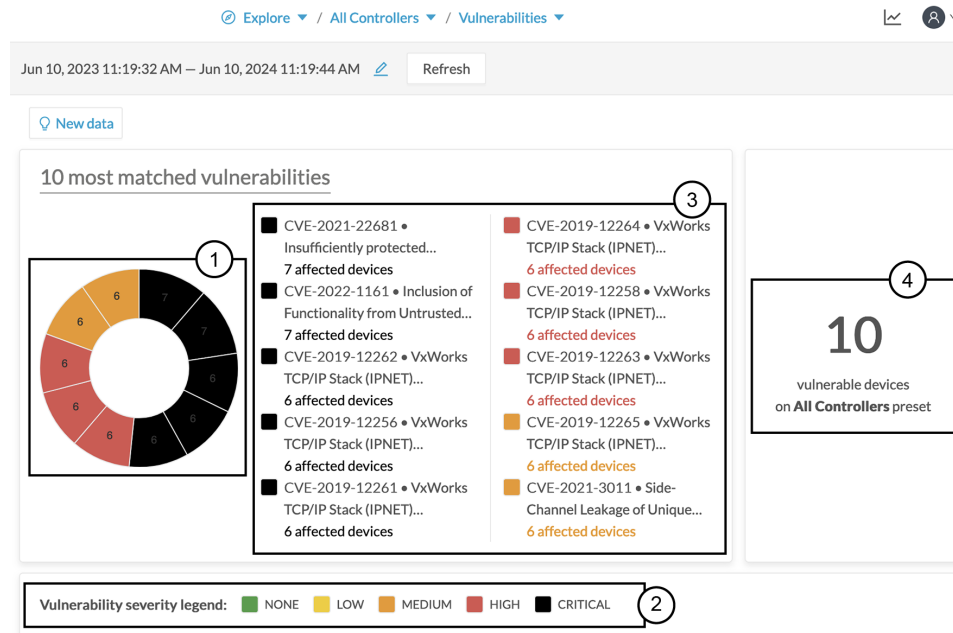 Explore / All Controllers / Vulnerabilities
Jun 10, 2023 11:19:32 AM — Jun 10, 2024 11:19:44 AM Refresh
New data
10 most matched vulnerabilities
1
7
7
6
6
6
6
6
6
6
6
3
CVE-2021-22681 •
Insufficiently protected...
7 affected devices
CVE-2022-1161 • Inclusion of
Functionality from Untrusted...
7 affected devices
CVE-2019-12262 • VxWorks
TCP/IP Stack (IPNET)...
6 affected devices
CVE-2019-12256 • VxWorks
TCP/IP Stack (IPNET)...
6 affected devices
CVE-2019-12261 • VxWorks
TCP/IP Stack (IPNET)...
6 affected devices
CVE-2019-12264 • VxWorks
TCP/IP Stack (IPNET)...
6 affected devices
CVE-2019-12258 • VxWorks
TCP/IP Stack (IPNET)...
6 affected devices
CVE-2019-12263 • VxWorks
TCP/IP Stack (IPNET)...
6 affected devices
CVE-2019-12265 • VxWorks
TCP/IP Stack (IPNET)...
6 affected devices
CVE-2021-3011 • Side-
Channel Leakage of Unique...
6 affected devices
4
10
vulnerable devices
on All Controllers preset
Vulnerability severity legend: NONE LOW MEDIUM HIGH CRITICAL
2